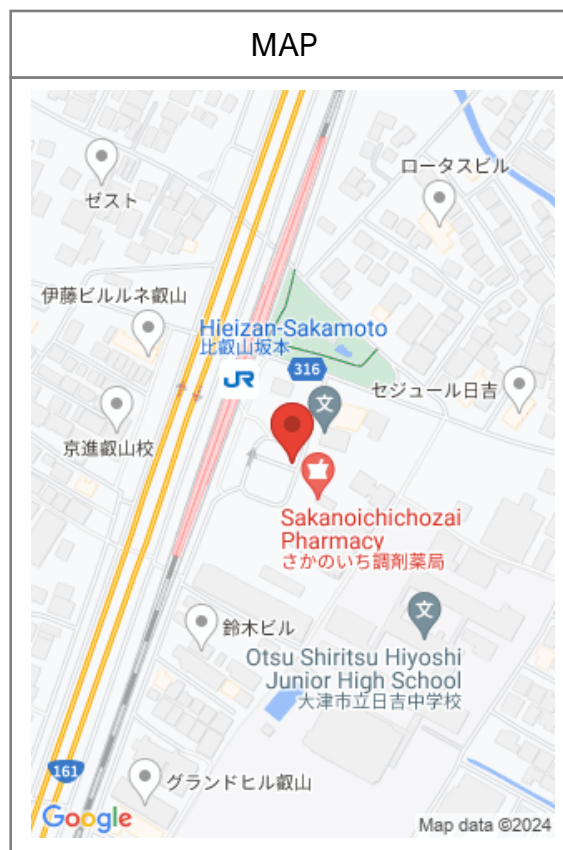 MAP
ロータスビル
ゼスト
伊藤ビルルネ叡山
Hieizan-Sakamoto
比叡山坂本
JR
316
セジュール日吉
文
京進叡山校
Sakanoichichozai
Pharmacy
さかのいち調剤薬局
文
鈴木ビル
Otsu Shiritsu Hiyoshi
Junior High School
大津市立日吉中学校
161
グランドヒル叡山
Google
Map data ©2024